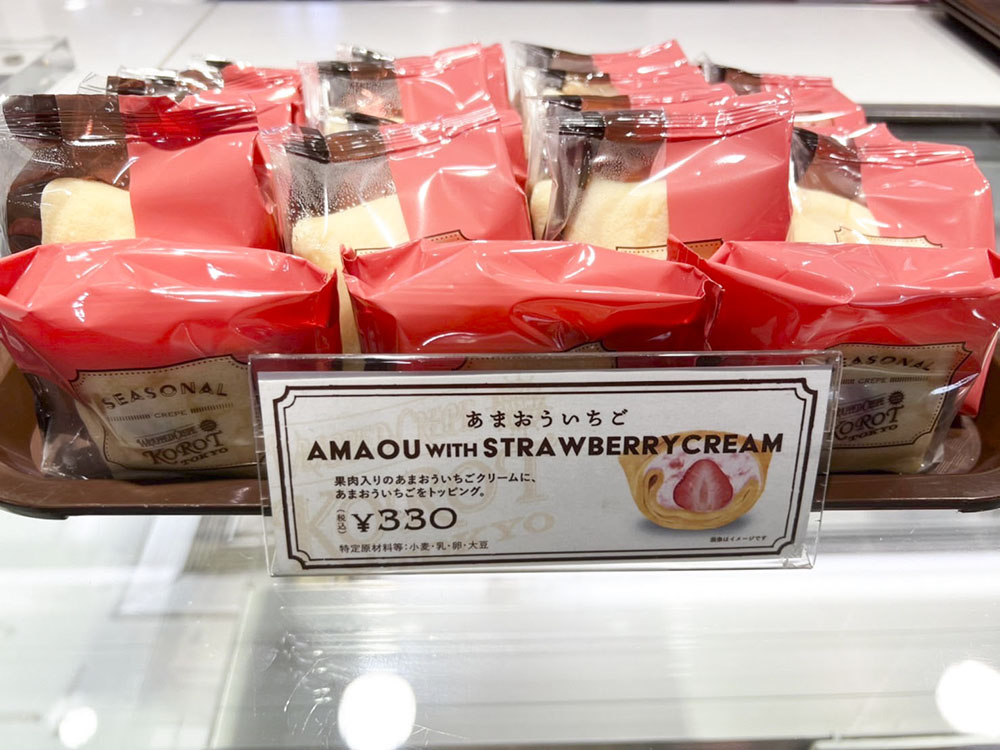 SEASONAL
CREPE
KOROT
TOKYO
SEASONAL
CREPE
KOROT
TOKYO
あまおういちご
AMAOU WITH STRAWBERRYCREAM
果肉入りのあまおういちごクリームに、
あまおういちごをトッピング。
(税込) ¥330
特定原材料等:小麦・乳・卵・大豆
画像はイメージです